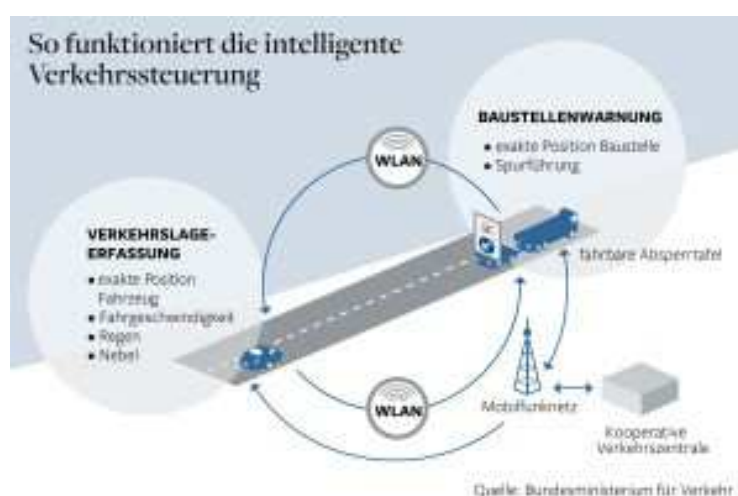 So funktioniert die intelligente
Verkehrssteuerung
BAUSTELLENWARNUNG
• exakte Position Baustelle
• Spurführung
WLAN
VERKEHRSLAGE-
ERFASSUNG
• exakte Position
Fahrzeug
• Fahrgeschwindigkeit
• Regen
• Nebel
fahrbare Absperrtafel
WLAN
Mobilfunknetz
Kooperative
Verkehrszentrale
Quelle: Bundesministerium für Verkehr